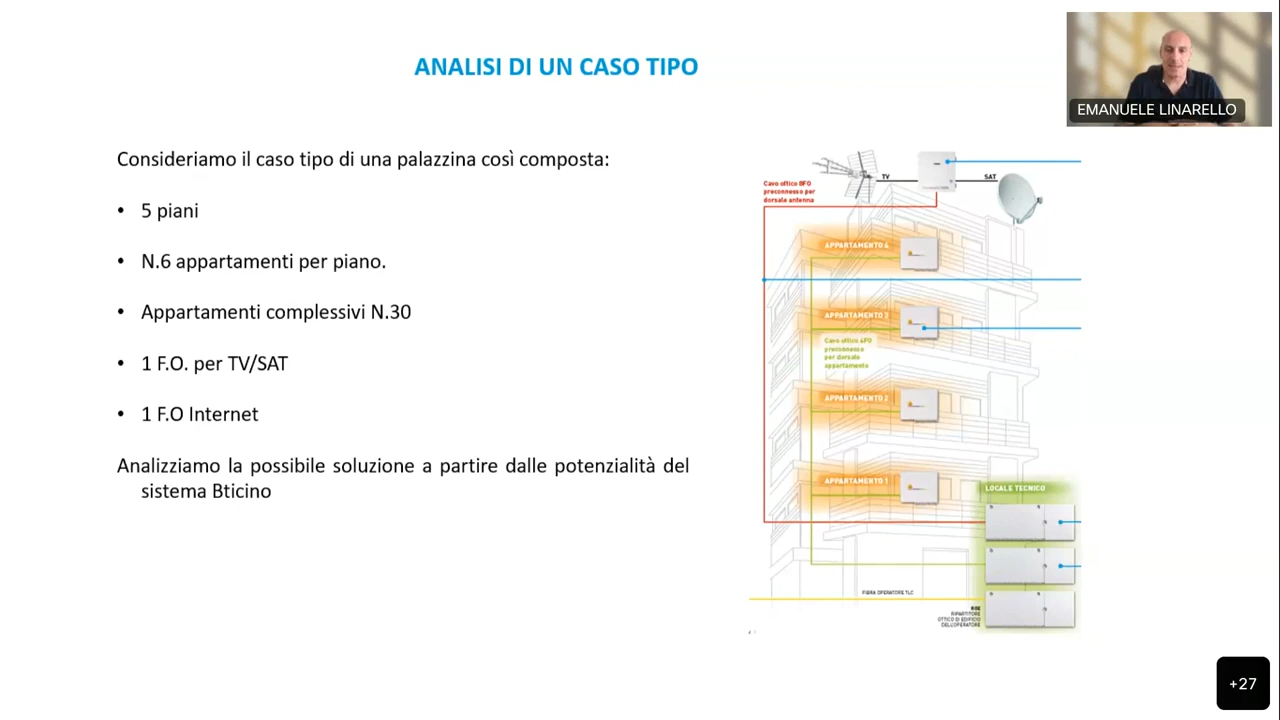 ANALISI DI UN CASO TIPO
EMANUELE LINARELLO
Consideriamo il caso tipo di una palazzina così composta:
• 5 piani
• N.6 appartamenti per piano.
• Appartamenti complessivi N.30
• 1 F.O. per TV/SAT
• 1 F.O Internet
Analizziamo la possibile soluzione a partire dalle potenzialità del
sistema Bticino
TV
SAT
Cavo ottico 8FO
preconnesso per
dorsale antenna
APPARTAMENTO 4
APPARTAMENTO 3
Cavo ottico 4FO
preconnesso
per dorsale
appartamento
APPARTAMENTO 2
APPARTAMENTO 1
LOCALE TECNICO
FIBRA OPERATORE TLC
ROE
RIPARTITORE
OTTICO DI EDIFICIO
DELL'OPERATORE
+27